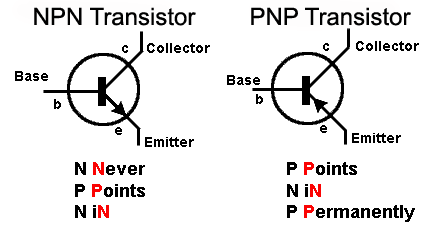 NPN Transistor
c
Collector
Base
b
e
Emitter
N Never
P Points
N iN
PNP Transistor
c
Collector
Base
b
e
Emitter
P Points
N iN
P Permanently